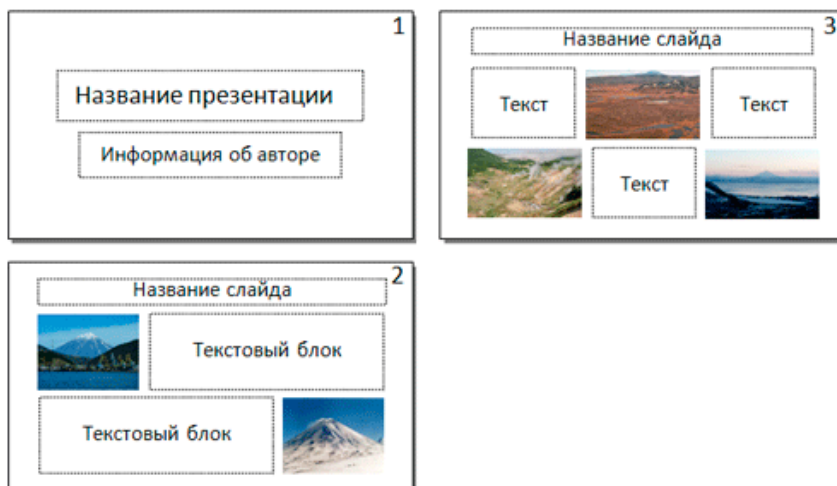 1
Название презентации
Информация об авторе
2
Название слайда
Текстовый блок
Текстовый блок
3
Название слайда
Текст
Текст
Текст